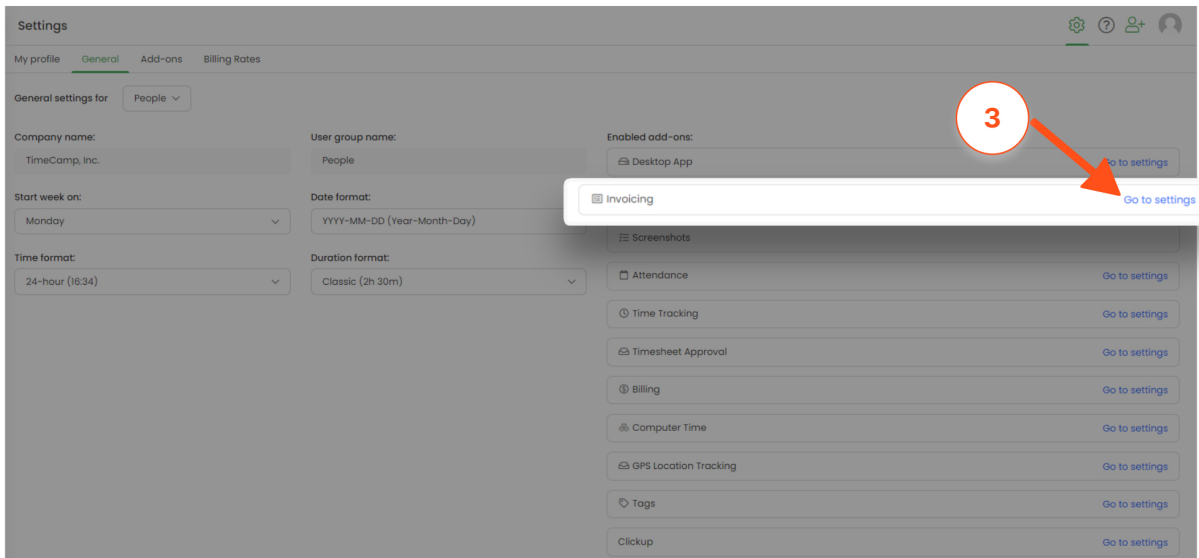 Settings
My profile General Add-ons Billing Rates
General settings for People
Company name:
TimeCamp, Inc.
User group name:
People
Start week on:
Monday
Date format:
YYYY-MM-DD (Year-Month-Day)
Time format:
24-hour (16:34)
Duration format:
Classic (2h 30m)
Enabled add-ons:
Desktop App Go to settings
3
Invoicing Go to settings
Screenshots
Attendance Go to settings
Time Tracking Go to settings
Timesheet Approval Go to settings
Billing Go to settings
Computer Time Go to settings
GPS Location Tracking Go to settings
Tags Go to settings
Clickup Go to settings